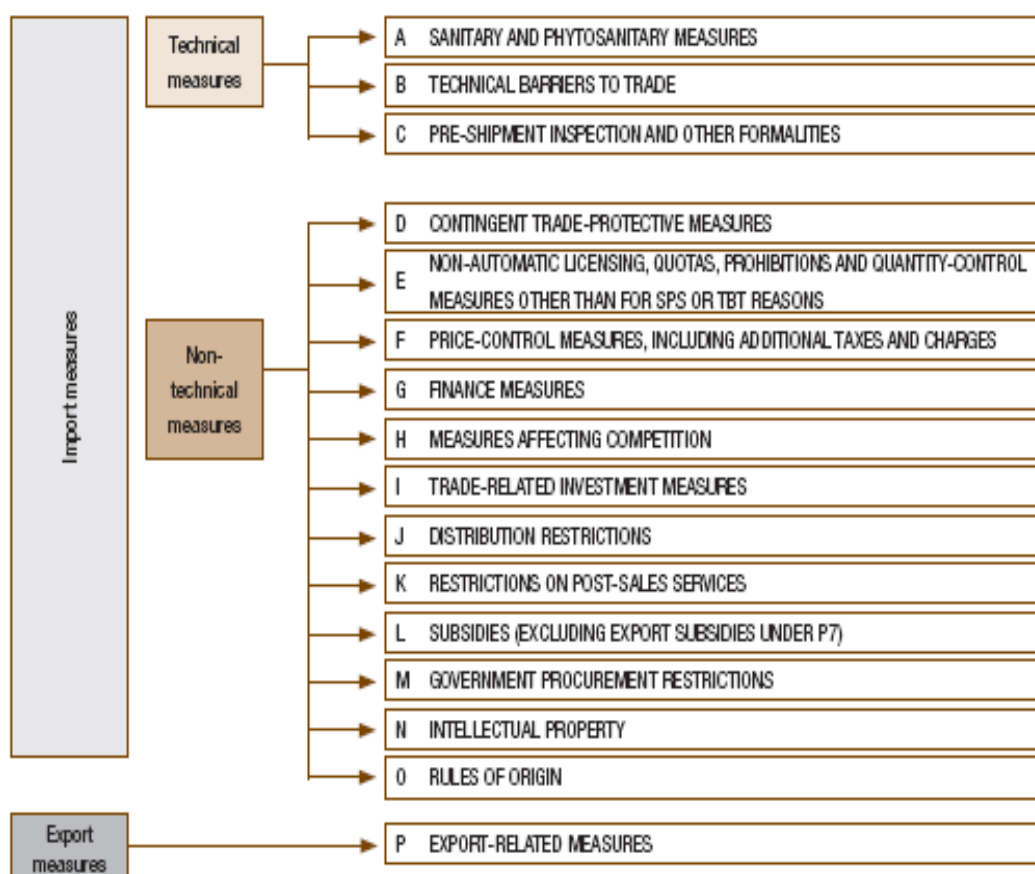 Import measures
Technical
measures
A SANITARY AND PHYTOSANITARY MEASURES
B TECHNICAL BARRIERS TO TRADE
C PRE-SHIPMENT INSPECTION AND OTHER FORMALITIES
Non-
technical
measures
D CONTINGENT TRADE-PROTECTIVE MEASURES
E NON-AUTOMATIC LICENSING, QUOTAS, PROHIBITIONS AND QUANTITY-CONTROL
MEASURES OTHER THAN FOR SPS OR TBT REASONS
F PRICE-CONTROL MEASURES, INCLUDING ADDITIONAL TAXES AND CHARGES
G FINANCE MEASURES
H MEASURES AFFECTING COMPETITION
I TRADE-RELATED INVESTMENT MEASURES
J DISTRIBUTION RESTRICTIONS
K RESTRICTIONS ON POST-SALES SERVICES
L SUBSIDIES (EXCLUDING EXPORT SUBSIDIES UNDER P7)
M GOVERNMENT PROCUREMENT RESTRICTIONS
N INTELLECTUAL PROPERTY
O RULES OF ORIGIN
Export
measures
P EXPORT-RELATED MEASURES